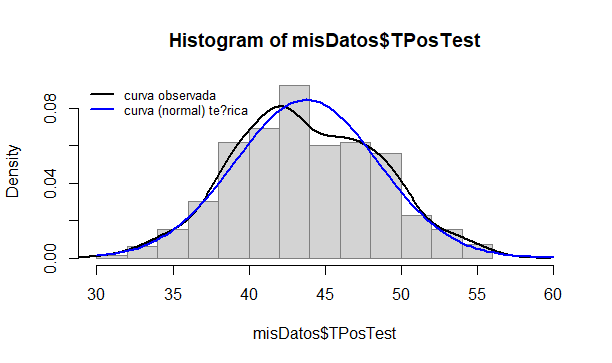 Histogram of misDatos$TPosTest
curva observada
curva (normal) te?rica
Density
0.00 0.04 0.08
30 35 40 45 50 55 60
misDatos$TPosTest